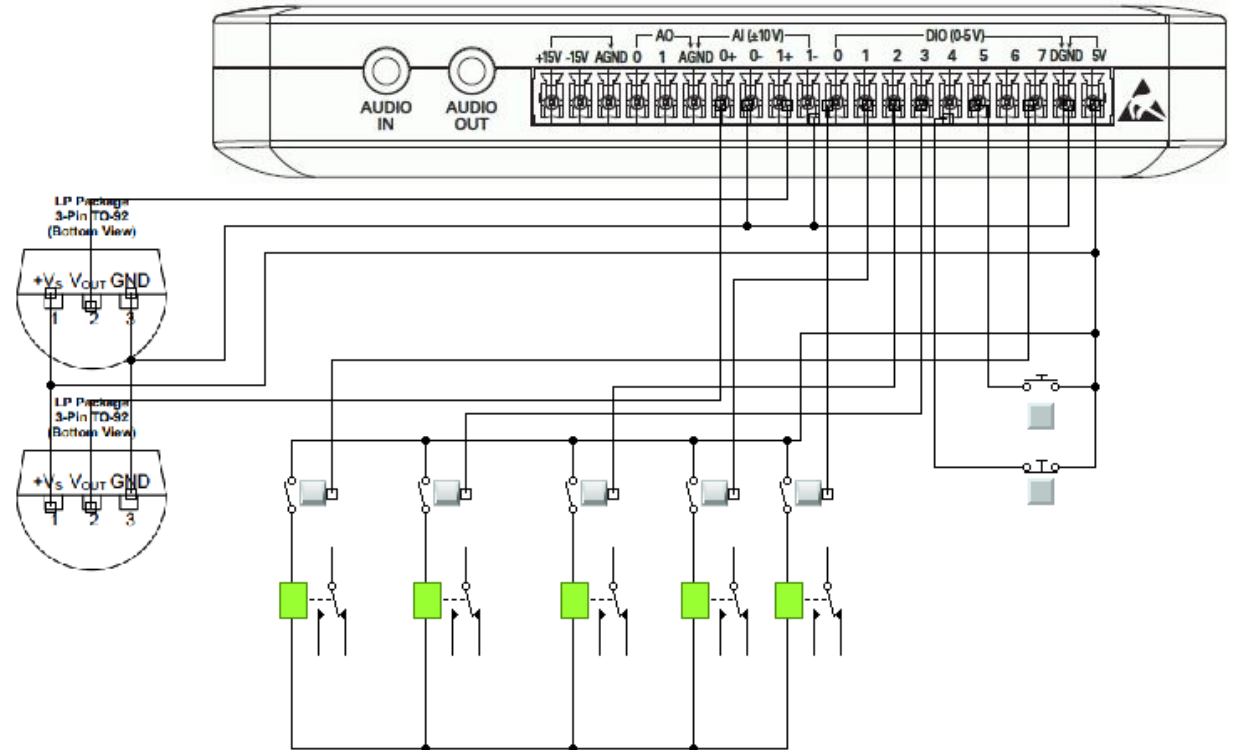 AO AI (±10V) DIO (0-5V)
+15V -15V AGND 0 1 AGND 0+ 0- 1+ 1- 0 1 2 3 4 5 6 7 DGND 5V
AUDIO
IN
AUDIO
OUT
LP Package
3-Pin TO-92
(Bottom View)
+VS VOUT GND
1 2 3
LP Package
3-Pin TO-92
(Bottom View)
+VS VOUT GND
1 2 3